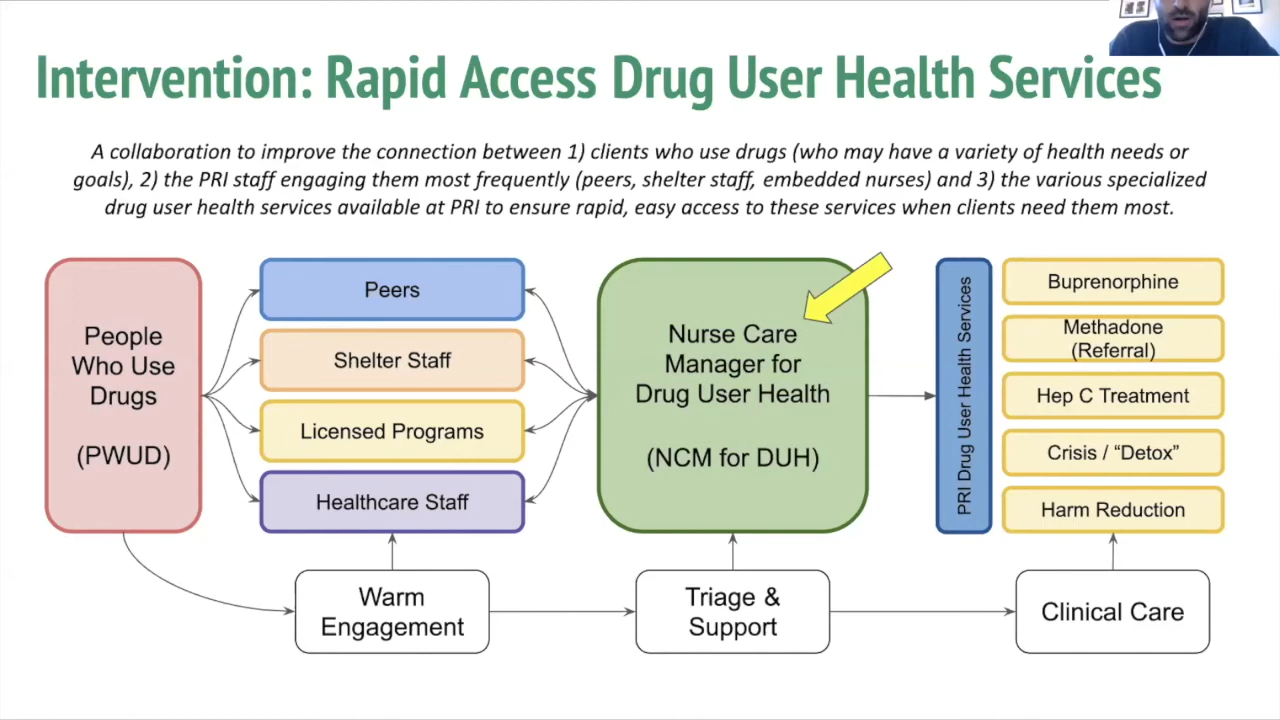 Intervention: Rapid Access Drug User Health Services
A collaboration to improve the connection between 1) clients who use drugs (who may have a variety of health needs or
goals), 2) the PRI staff engaging them most frequently (peers, shelter staff, embedded nurses) and 3) the various specialized
drug user health services available at PRI to ensure rapid, easy access to these services when clients need them most.
People
Who Use
Drugs
(PWUD)
Peers
Shelter Staff
Licensed Programs
Healthcare Staff
Nurse Care
Manager for
Drug User Health
(NCM for DUH)
PRI Drug User Health Services
Buprenorphine
Methadone
(Referral)
Hep C Treatment
Crisis / “Detox”
Harm Reduction
Warm
Engagement
Triage &
Support
Clinical Care